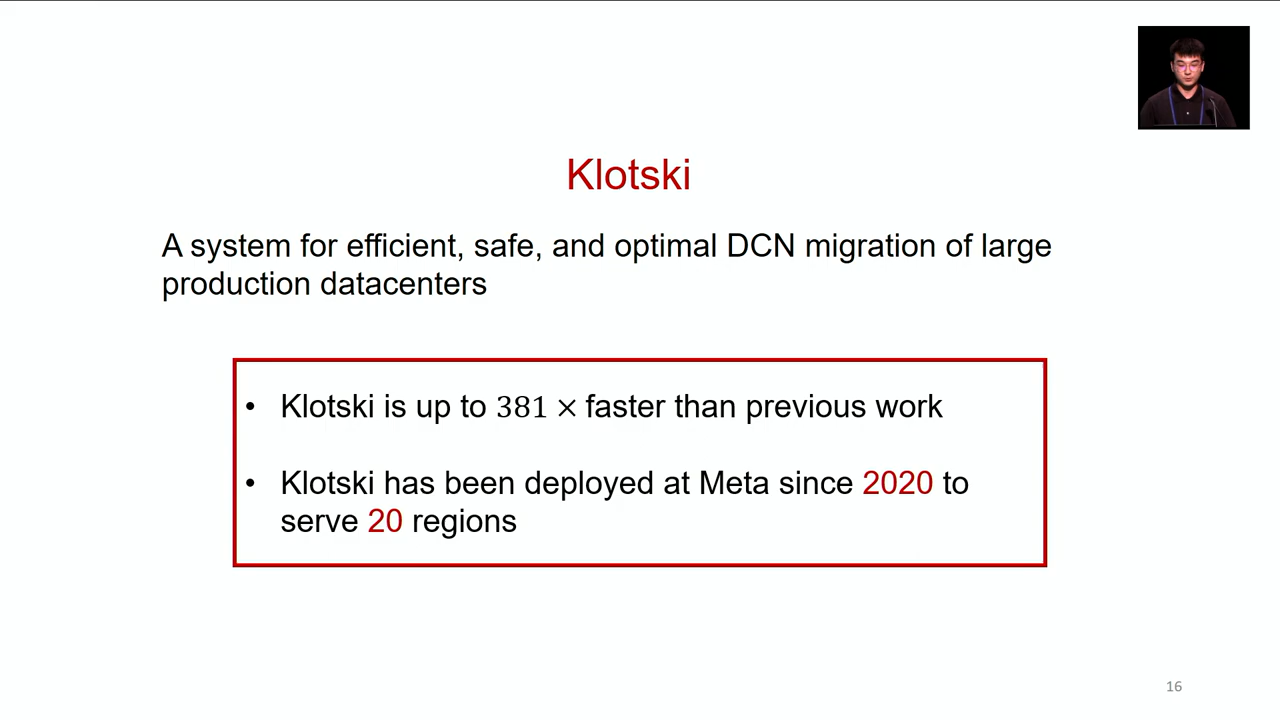 Klotski
A system for efficient, safe, and optimal DCN migration of large
production datacenters
• Klotski is up to 381 × faster than previous work
• Klotski has been deployed at Meta since 2020 to
serve 20 regions
16